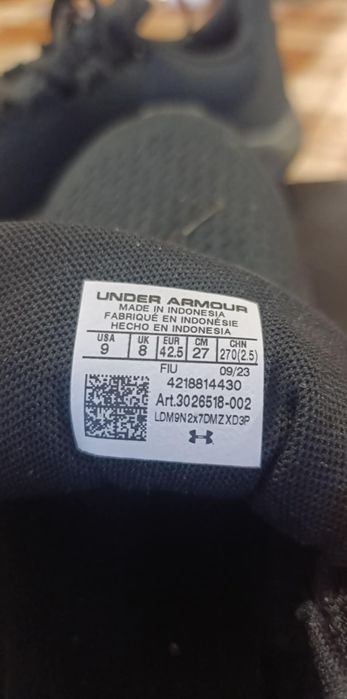 UNDER ARMOUR
MADE IN INDONESIA
FABRIQUÉ EN INDONÉSIE
HECHO EN INDONESIA
USA UK EUR CM CHN
9 8 42.5 27 270(2.5)
FIU 09/23
4218814430
Art.3026518-002
LDM9N2x7DMZXD3P